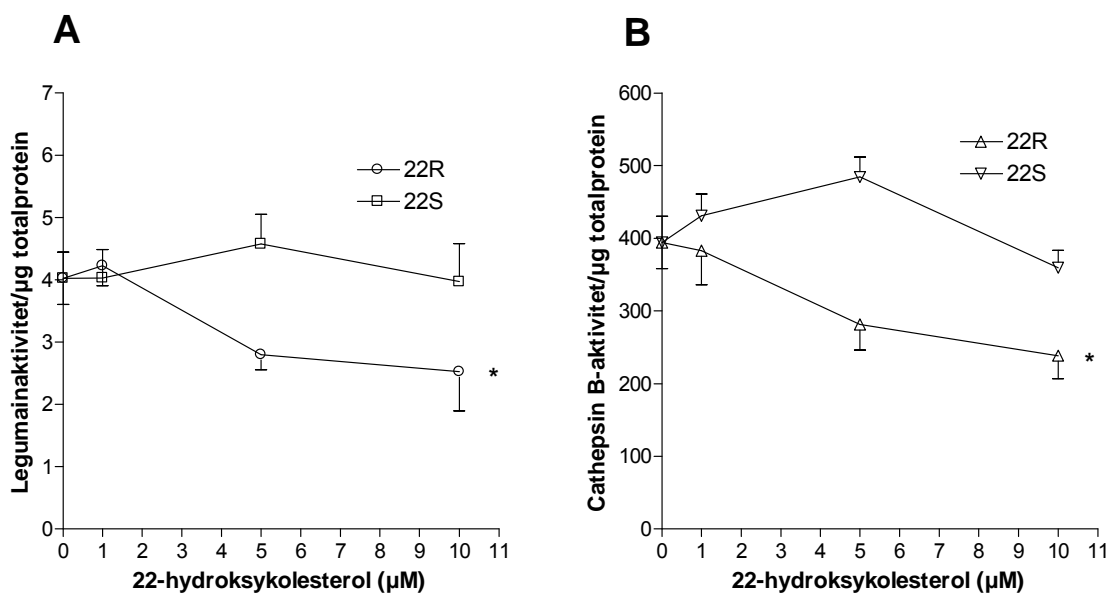 A
7
6
5
4
3
2
1
0
Legumainaktivitet/µg totalprotein
22R
22S
*
0 1 2 3 4 5 6 7 8 9 10 11
22-hydroksykolesterol (µM)
B
600
500
400
300
200
100
0
Cathepsin B-aktivitet/µg totalprotein
22R
22S
*
0 1 2 3 4 5 6 7 8 9 10 11
22-hydroksykolesterol (µM)